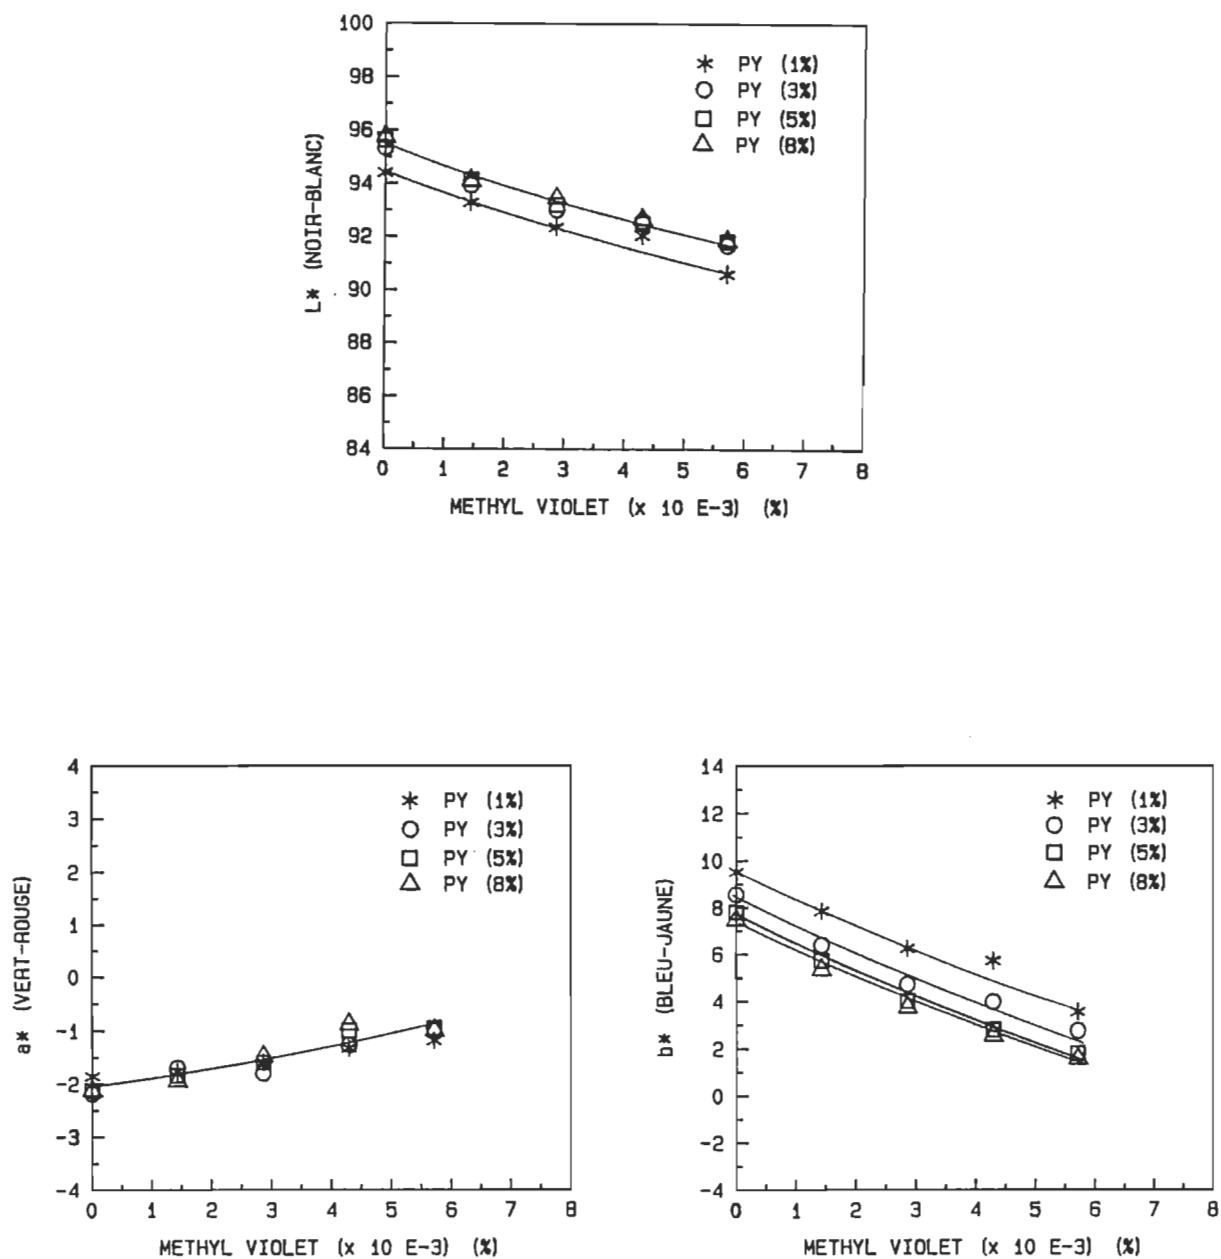 100
98
96
94
92
90
88
86
84
L* (NOIR-BLANC)
* PY (1%)
PY (3%)
PY (5%)
PY (8%)
0 1 2 3 4 5 6 7 8
METHYL VIOLET (x 10 E-3) (%)
4
3
2
1
0
-1
-2
-3
-4
a* (VERT-ROUGE)
* PY (1%)
PY (3%)
PY (5%)
PY (8%)
0 1 2 3 4 5 6 7 8
METHYL VIOLET (x 10 E-3) (%)
14
12
10
8
6
4
2
0
-2
-4
b* (BLEU-JAUNE)
* PY (1%)
PY (3%)
PY (5%)
PY (8%)
0 1 2 3 4 5 6 7 8
METHYL VIOLET (x 10 E-3) (%)